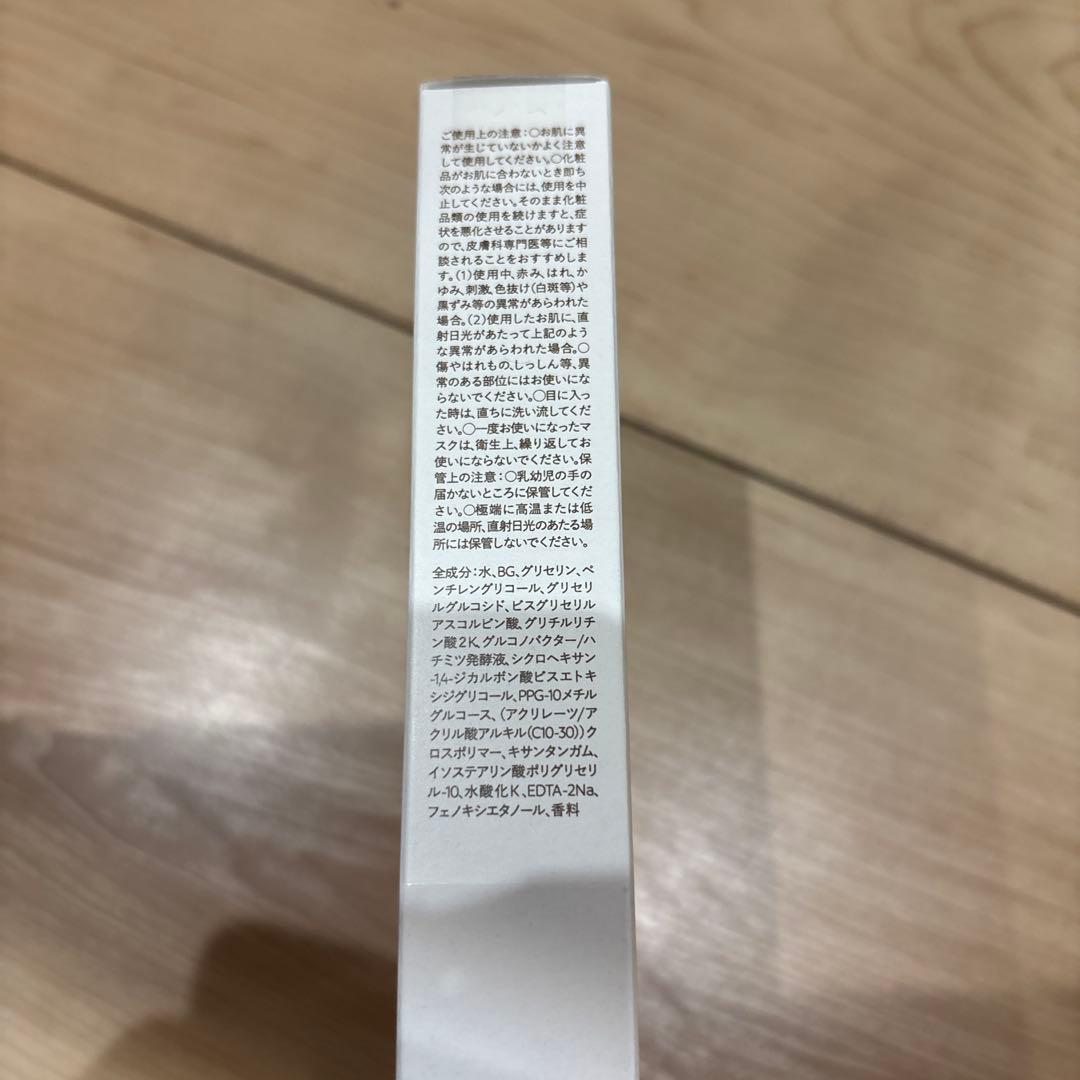 ご使用上の注意:○お肌に異
常が生じていないかよく注意
して使用してください。○化粧
品がお肌に合わないとき即ち
次のような場合には、使用を中
止してください。そのまま化粧
品類の使用を続けますと、症
状を悪化させることがあります
ので、皮膚科専門医等にご相
談されることをおすすめしま
す。(1)使用中、赤み、はれ、か
ゆみ、刺激、色抜け(白斑等)や
黒ずみ等の異常があらわれた
場合。(2)使用したお肌に、直
射日光があたって上記のよう
な異常があらわれた場合。○
傷やはれもの、しっしん等、異
常のある部位にはお使いにな
らないでください。○目に入っ
た時は、直ちに洗い流してくだ
さい。○一度お使いになったマ
スクは、衛生上、繰り返してお
使いにならないでください。保
管上の注意:○乳幼児の手の
届かないところに保管してくだ
さい。○極端に高温または低
温の場所、直射日光のあたる場
所には保管しないでください。
全成分:水、BG、グリセリン、ペ
ンチレングリコール、グリセリ
ルグルコシド、ビスグリセリル
アスコルビン酸、グリチルリチ
ン酸2K、グルコノバクター/ハ
チミツ発酵液、シクロヘキサン
-1,4-ジカルボン酸ビスエトキ
シジグリコール、PPG-10メチル
グルコース、(アクリレーツ/ア
クリル酸アルキル(C10-30))ク
ロスポリマー、キサンタンガム、
イソステアリン酸ポリグリセリ
ル-10、水酸化K、EDTA-2Na、
フェノキシエタノール、香料